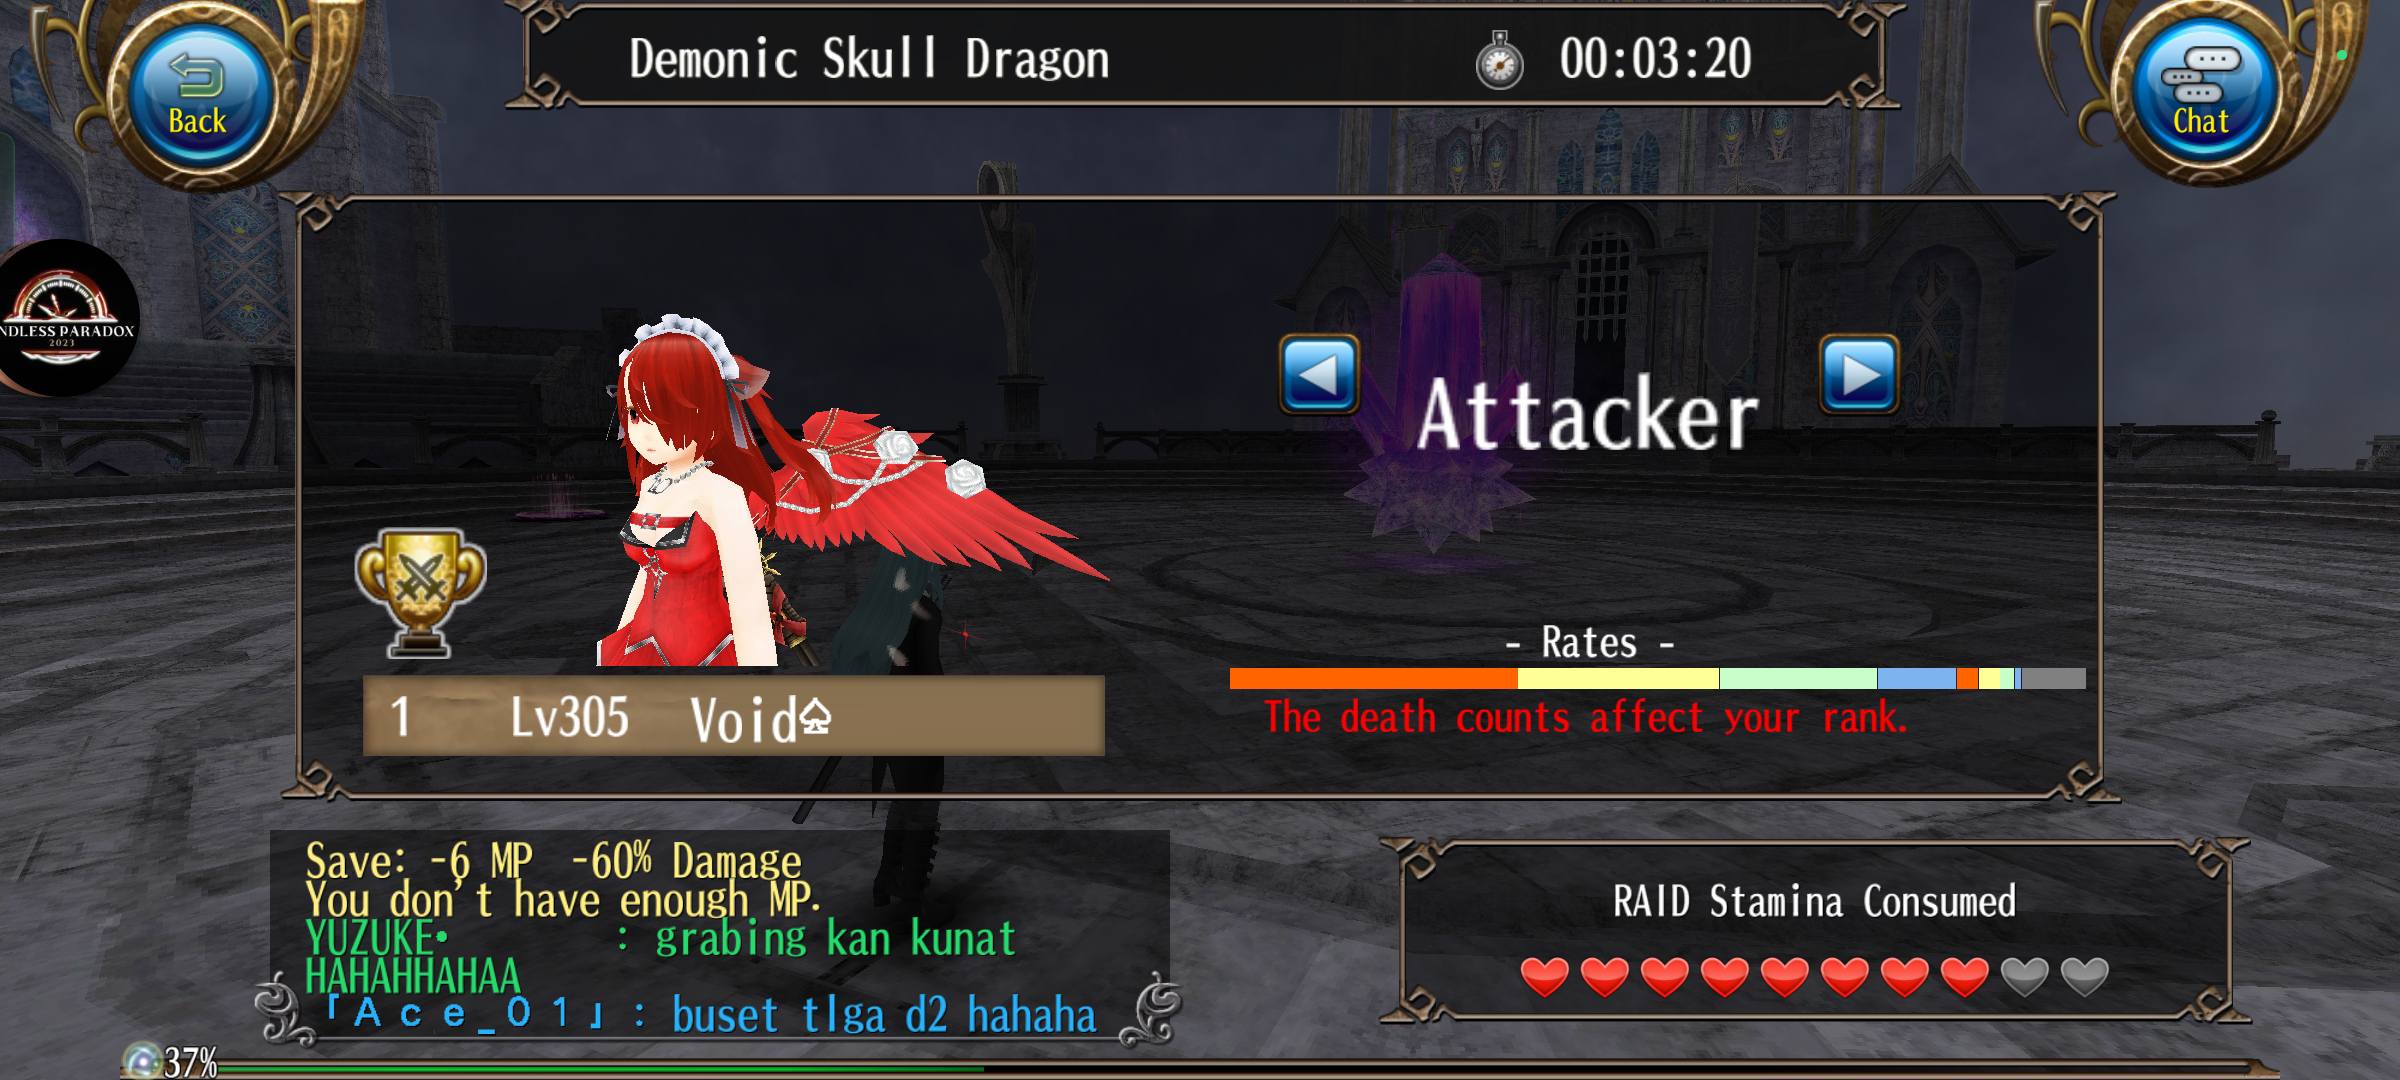 Demonic Skull Dragon 00:03:20
Back
Chat
NDLESS PARADOX
2023
Attacker
- Rates -
1 Lv305 Void♤
The death counts affect your rank.
Save: -6 MP -60% Damage
You don't have enough MP.
YUZUKE• : grabing kan kunat
HAHAHHAHAA
「Ace_01」: buset tlga d2 hahaha
RAID Stamina Consumed
37%